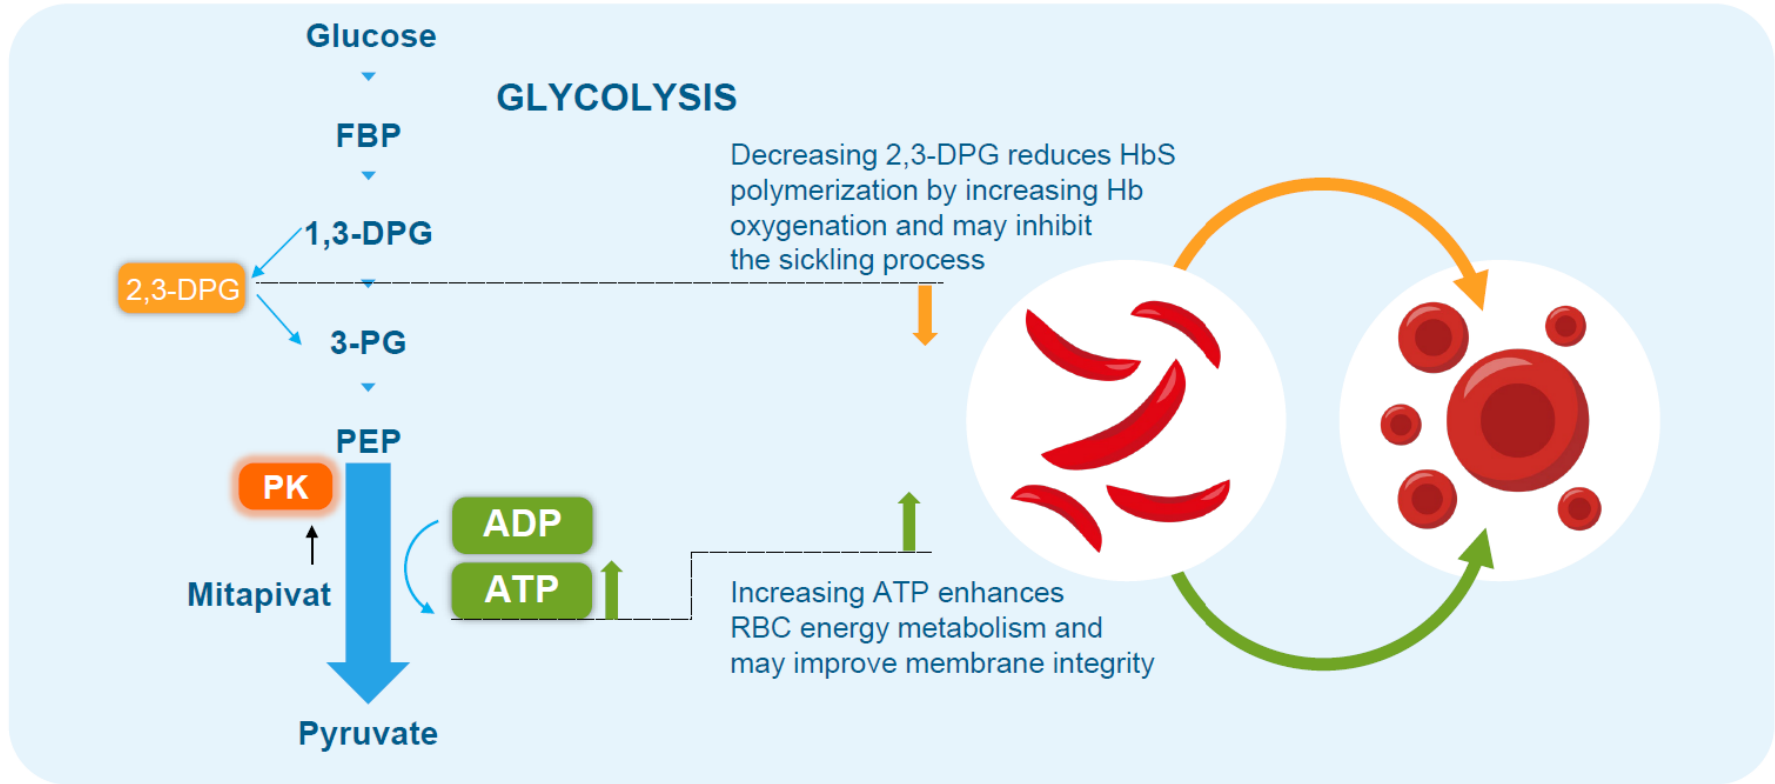 Glucose
GLYCOLYSIS
FBP
Decreasing 2,3-DPG reduces HbS
polymerization by increasing Hb
oxygenation and may inhibit
the sickling process
1,3-DPG
2,3-DPG
3-PG
PEP
PK
ADP
ATP
Mitapivat
Increasing ATP enhances
RBC energy metabolism and
may improve membrane integrity
Pyruvate